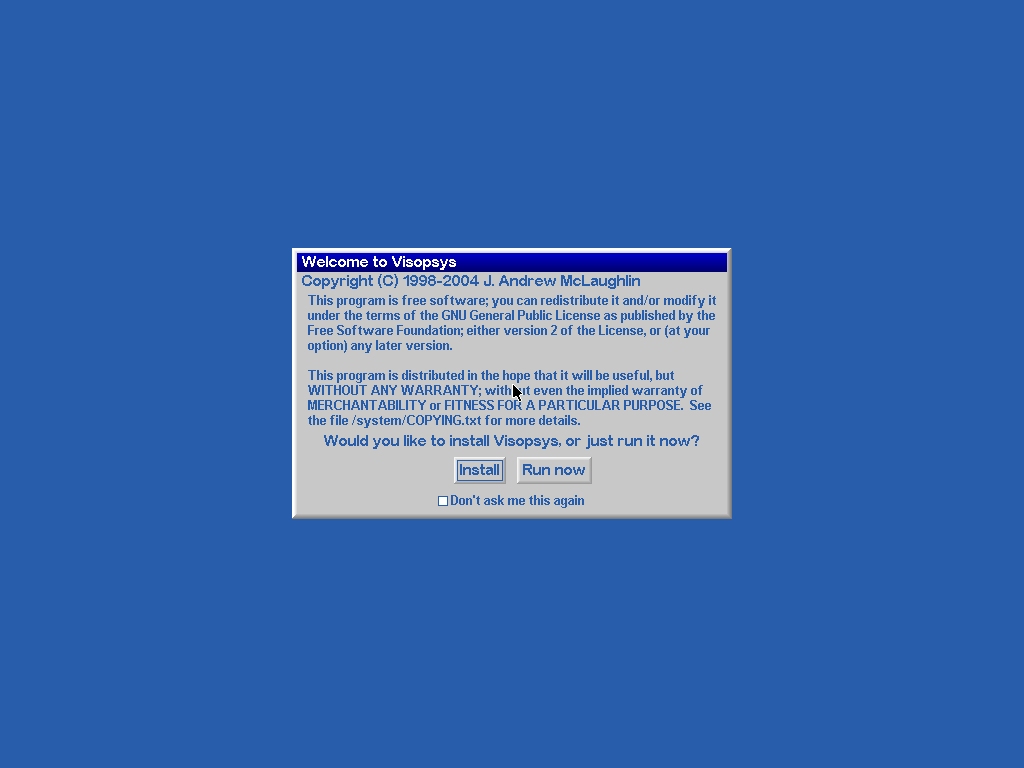 Welcome to Visopsys
Copyright (C) 1998-2004 J. Andrew McLaughlin
This program is free software; you can redistribute it and/or modify it
under the terms of the GNU General Public License as published by the
Free Software Foundation; either version 2 of the License, or (at your
option) any later version.
This program is distributed in the hope that it will be useful, but
WITHOUT ANY WARRANTY; without even the implied warranty of
MERCHANTABILITY or FITNESS FOR A PARTICULAR PURPOSE.  See
the file /system/COPYING.txt for more details.
Would you like to install Visopsys, or just run it now?
Install Run now
Don't ask me this again